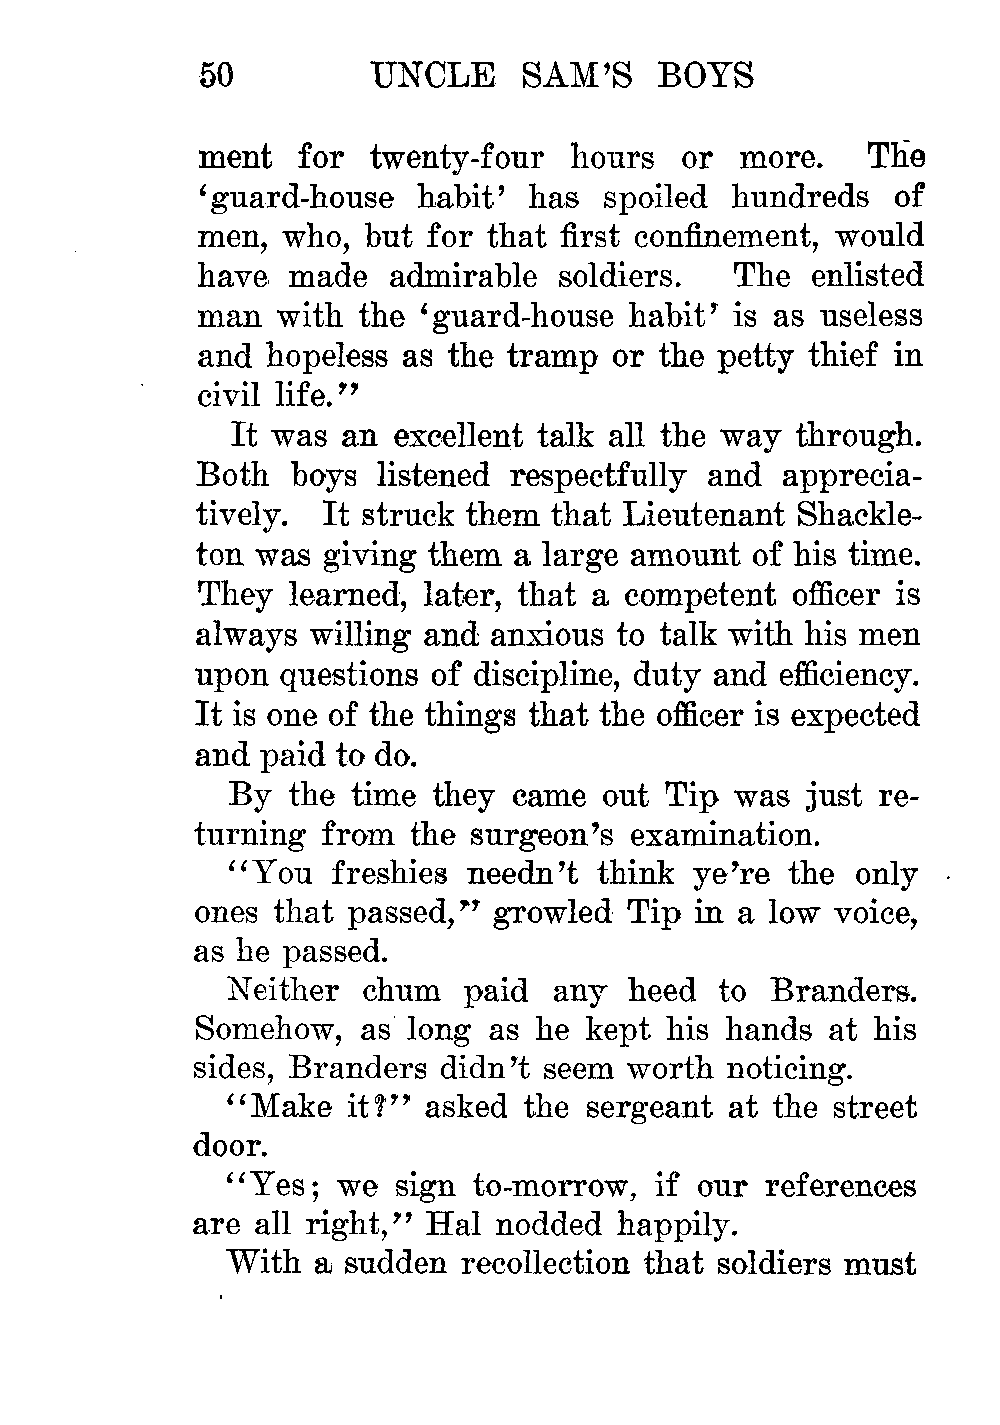 50 UNCLE SAM'S BOYS
ment for twenty-four hours or more. The
'guard-house habit' has spoiled hundreds of
men, who, but for that first confinement, would
have made admirable soldiers. The enlisted
man with the 'guard-house habit' is as useless
and hopeless as the tramp or the petty thief in
civil life."
It was an excellent talk all the way through.
Both boys listened respectfully and apprecia-
tively. It struck them that Lieutenant Shackle-
ton was giving them a large amount of his time.
They learned, later, that a competent officer is
always willing and anxious to talk with his men
upon questions of discipline, duty and efficiency.
It is one of the things that the officer is expected
and paid to do.
By the time they came out Tip was just re-
turning from the surgeon's examination.
"You freshies needn't think ye're the only
ones that passed," growled Tip in a low voice,
as he passed.
Neither chum paid any heed to Branders.
Somehow, as long as he kept his hands at his
sides, Branders didn't seem worth noticing.
"Make it?" asked the sergeant at the street
door.
"Yes; we sign to-morrow, if our references
are all right," Hal nodded happily.
With a sudden recollection that soldiers must